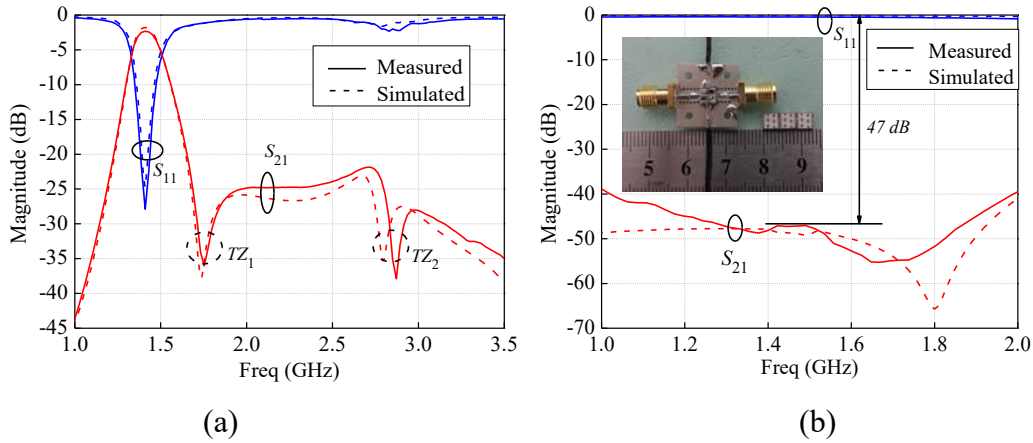 0
-5
-10
-15
-20
-25
-30
-35
-40
-45
Magnitude (dB)
1.0 1.5 2.0 2.5 3.0 3.5
Freq (GHz)
Measured
Simulated
S11
S21
TZ1
TZ2
(a)
0
-10
-20
-30
-40
-50
-60
-70
Magnitude (dB)
1.0 1.2 1.4 1.6 1.8 2.0
Freq (GHz)
S11
Measured
Simulated
47 dB
5 6 7 8 9
S21
(b)